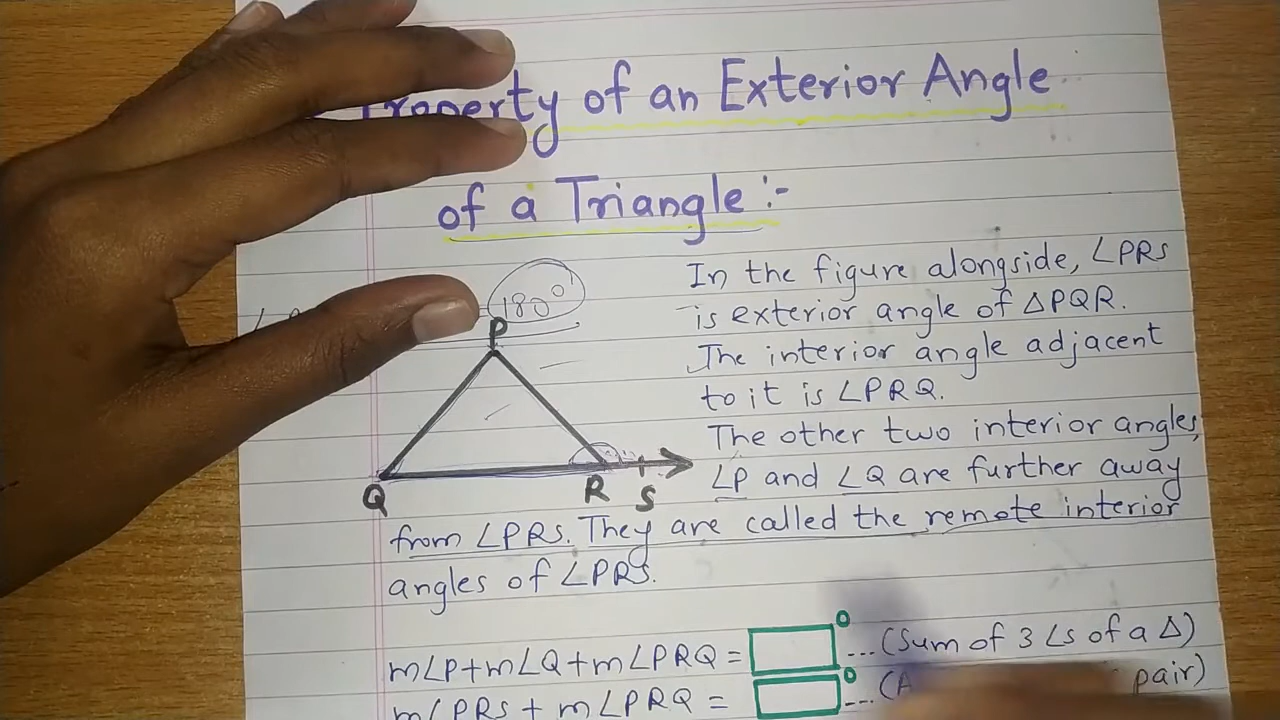 Property of an Exterior Angle
of a Triangle :-
180°
P
Q
R
S
In the figure alongside, ∠PRS
is exterior angle of ΔPQR.
The interior angle adjacent
to it is ∠PRQ.
The other two interior angles,
∠P and ∠Q are further away
from ∠PRS. They are called the remote interior
angles of ∠PRS.
m∠P+m∠Q+m∠PRQ = ° ...(Sum of 3 ∠s of a Δ)
m∠PRS + m∠PRQ = ° ...( pair)